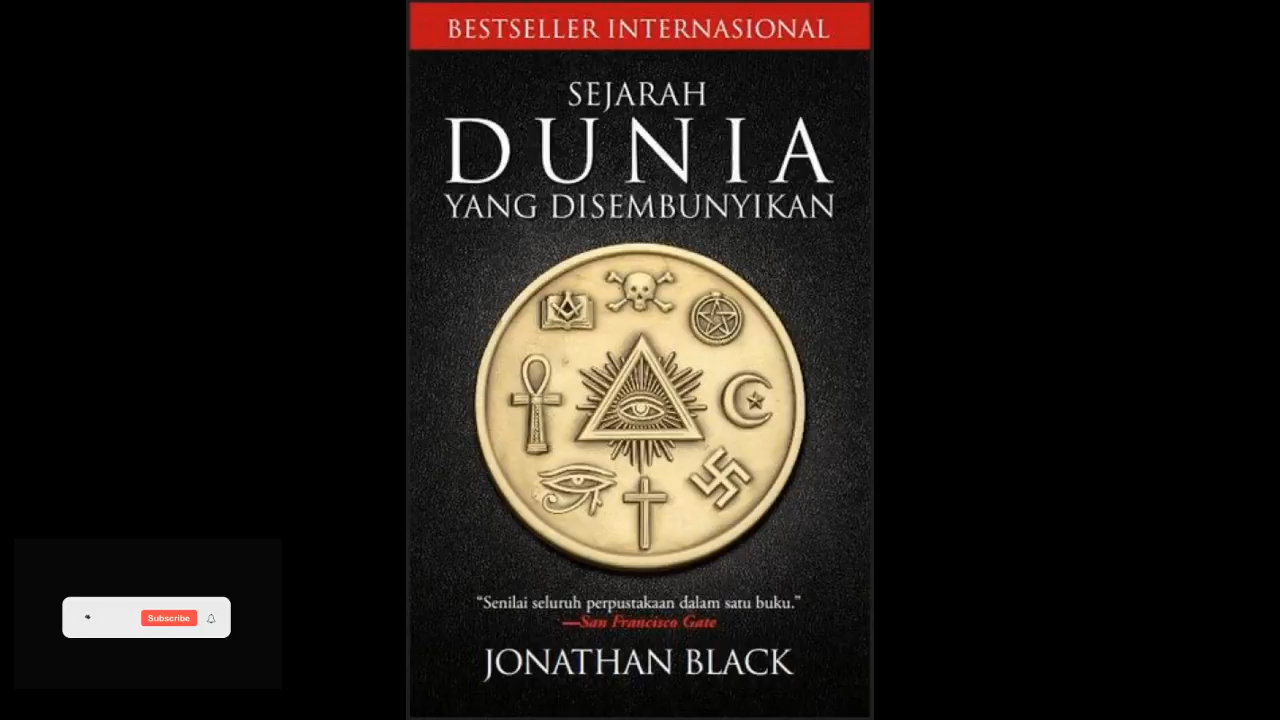 BESTSELLER INTERNASIONAL
SEJARAH
DUNIA
YANG DISEMBUNYIKAN
“Senilai seluruh perpustakaan dalam satu buku.”
—San Francisco Gate
JONATHAN BLACK
Subscribe